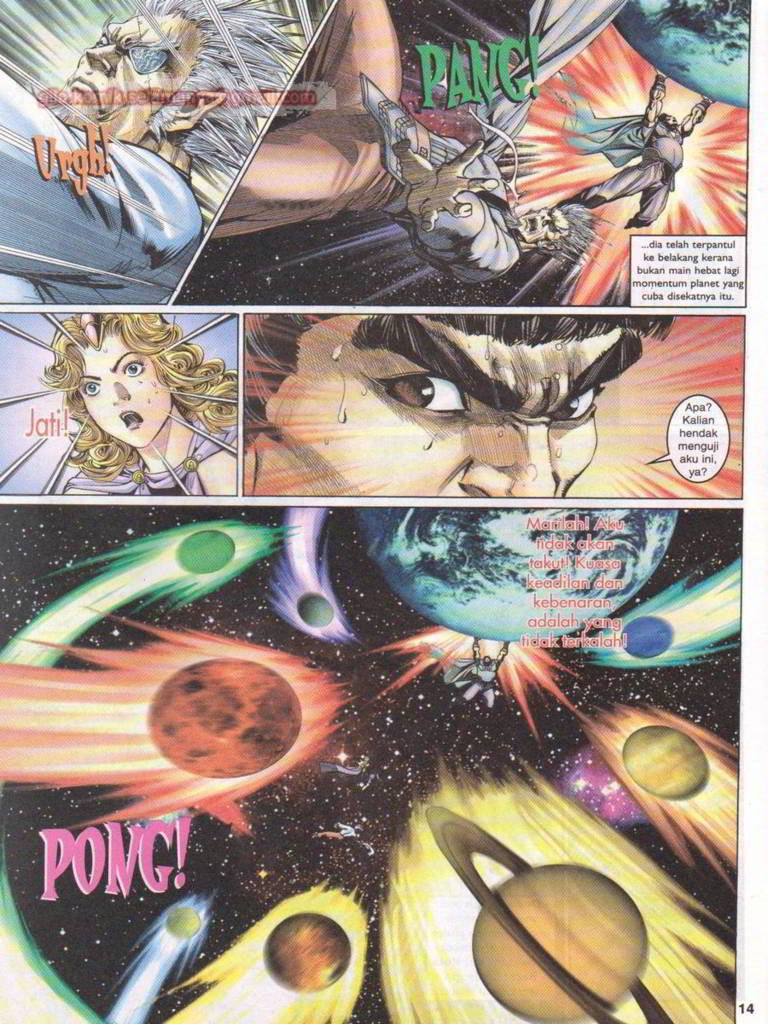 Urgh!
PANG!
...dia telah terpantul
ke belakang kerana
bukan main hebat lagi
momentum planet yang
cuba disekatnya itu.
Jati!
Apa?
Kalian
hendak
menguji
aku ini,
ya?
Marilah! Aku
tidak akan
takut! Kuasa
keadilan dan
kebenaran
adalah yang
tidak terkalah!
PONG!
14